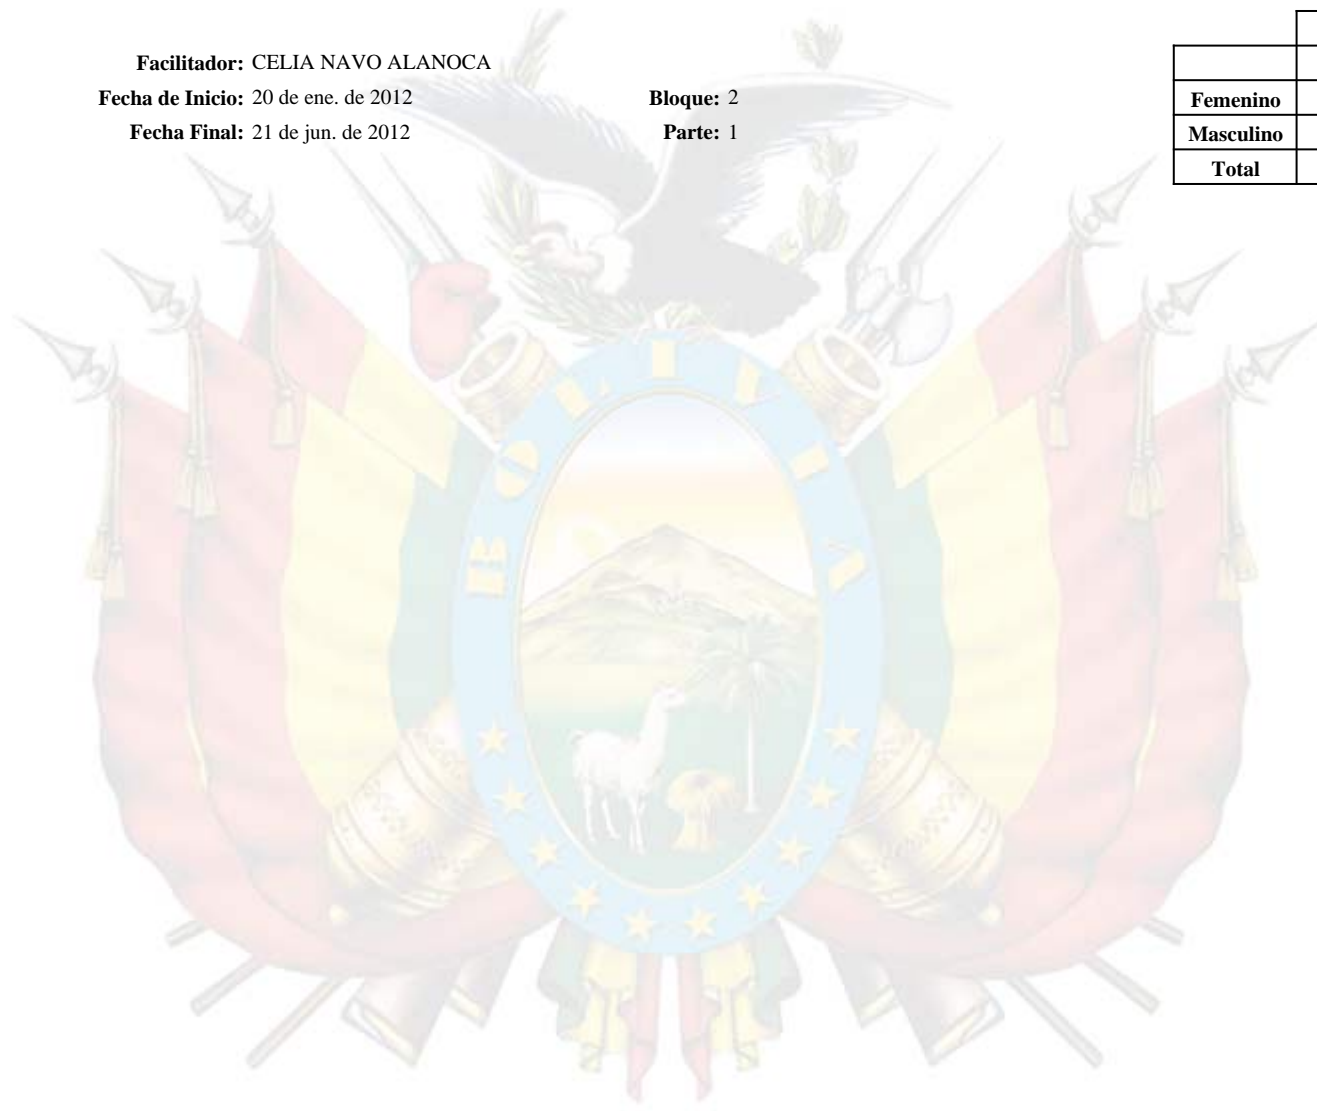 Facilitador: CELIA NAVO ALANOCA
Fecha de Inicio: 20 de ene. de 2012 Bloque: 2
Fecha Final: 21 de jun. de 2012 Parte: 1
Femenino
Masculino
Total
BOLIVIA